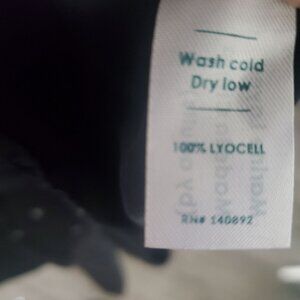 Wash cold
Dry low
100% LYOCELL
RN# 140892